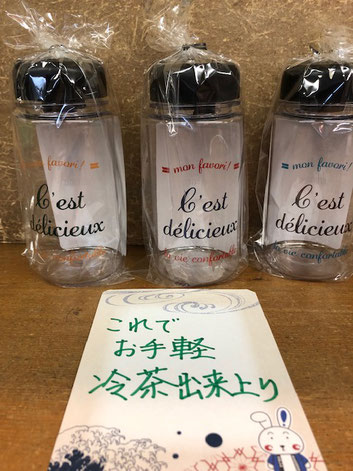 mon favori!
C'est
délicieux
mon favori!
C'est
délicieux
mon favori!
C'est
délicieux
これで
お手軽
冷茶出来上り